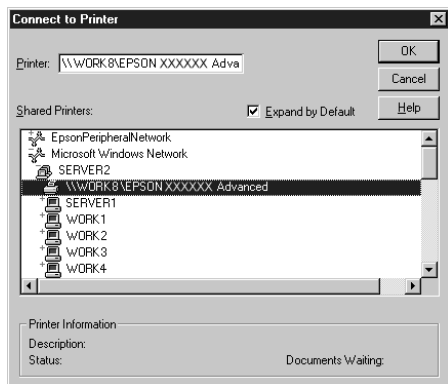 Connect to Printer
OK
Printer: \\WORK8\EPSON XXXXXX Adva
Cancel
Shared Printers: Expand by Default Help
EpsonPeripheralNetwork
Microsoft Windows Network
SERVER2
\\WORK8\EPSON XXXXXX Advanced
SERVER1
WORK1
WORK2
WORK3
WORK4
Printer Information
Description:
Status: Documents Waiting: